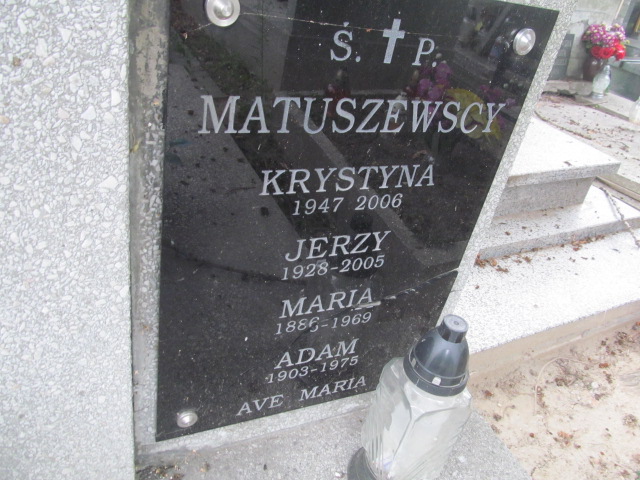 Ś. P.
MATUSZEWSCY
KRYSTYNA
1947 2006
JERZY
1928-2005
MARIA
1886-1969
ADAM
1903-1975
AVE MARIA